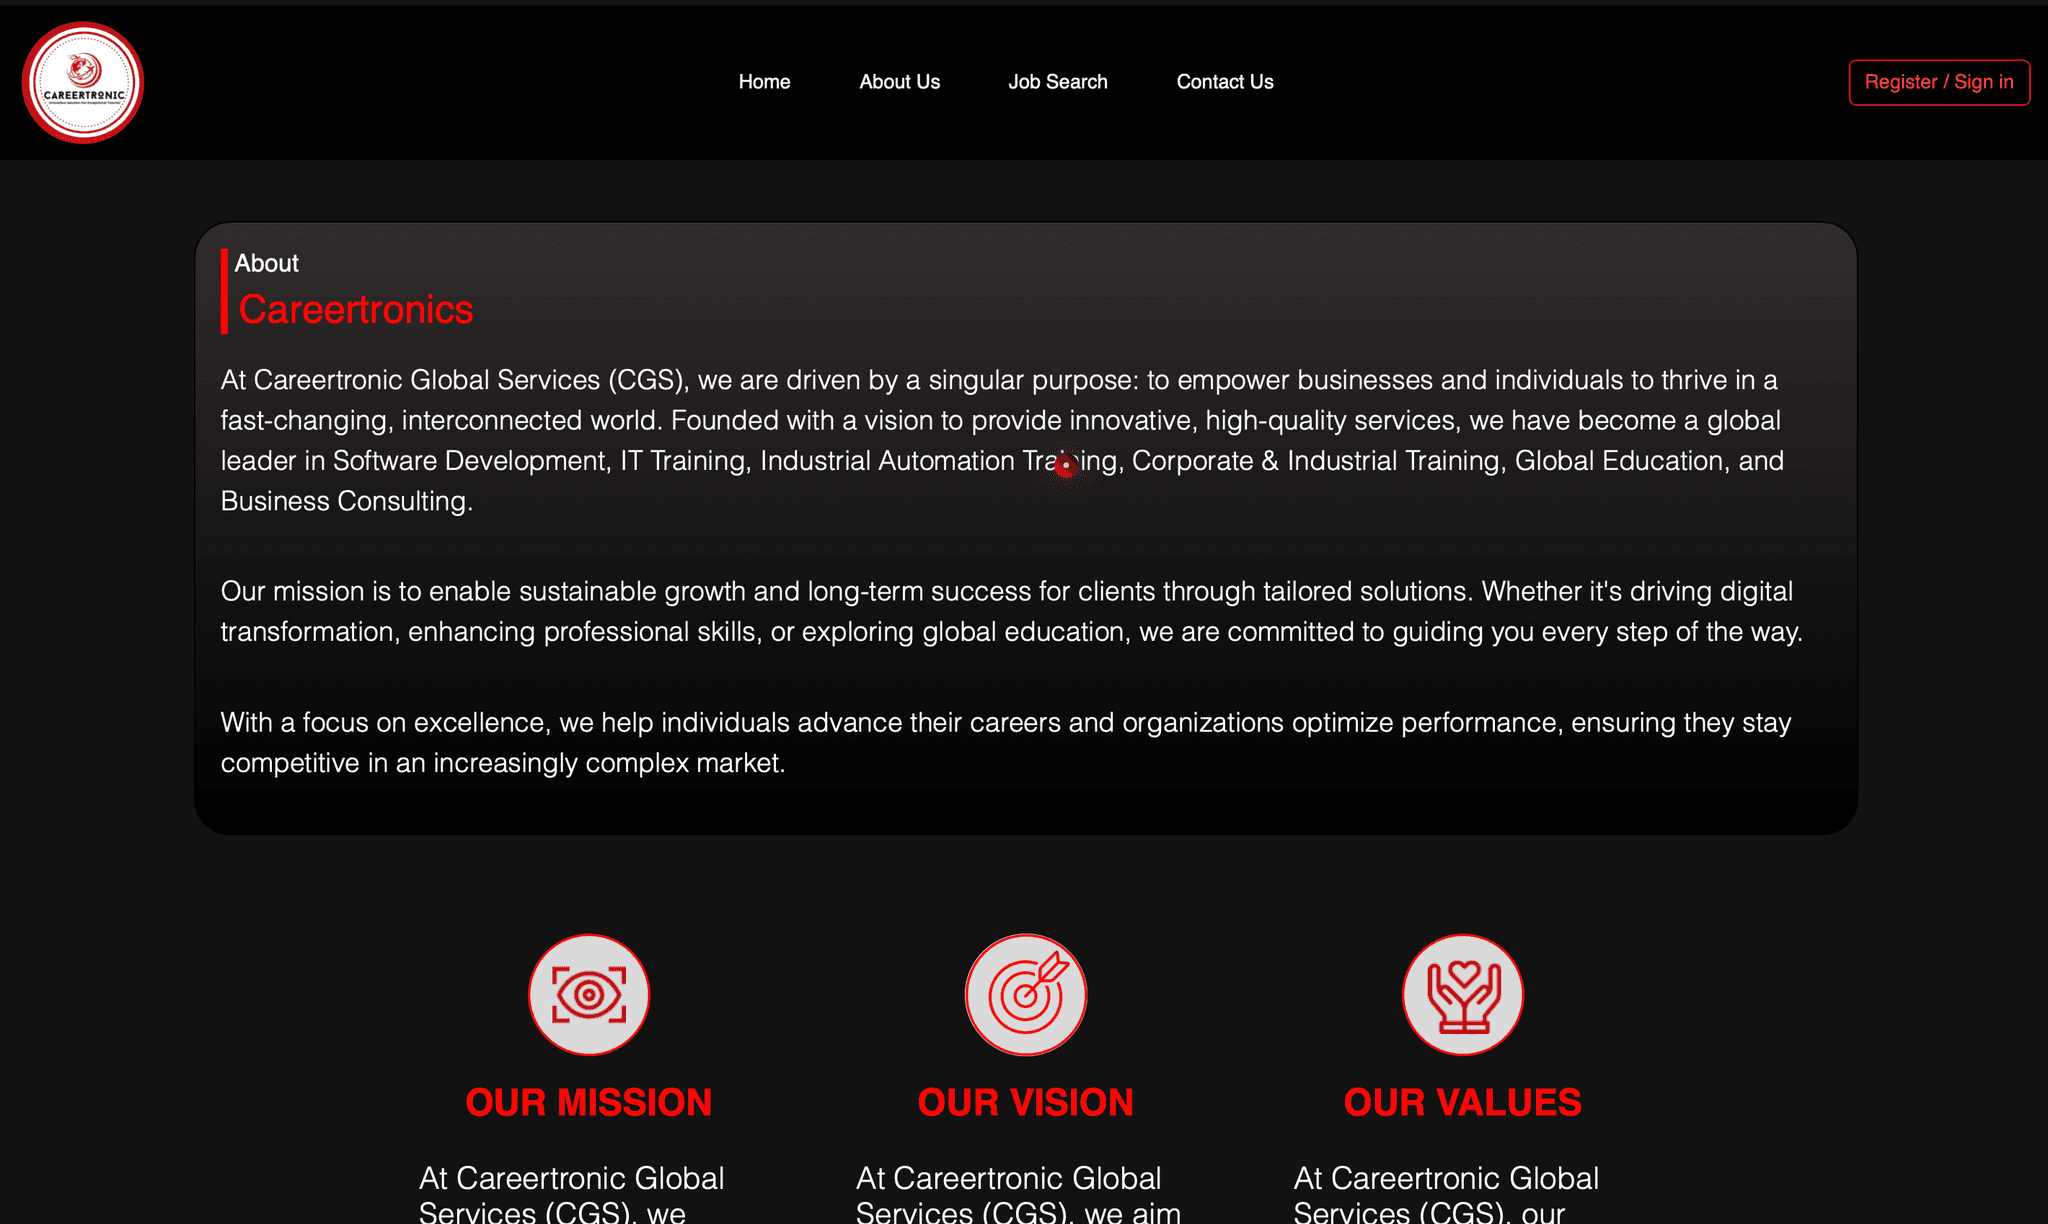 CAREERTRONIC
Home
About Us
Job Search
Contact Us
Register / Sign in
About
Careertronics
At Careertronic Global Services (CGS), we are driven by a singular purpose: to empower businesses and individuals to thrive in a
fast-changing, interconnected world. Founded with a vision to provide innovative, high-quality services, we have become a global
leader in Software Development, IT Training, Industrial Automation Training, Corporate & Industrial Training, Global Education, and
Business Consulting.
Our mission is to enable sustainable growth and long-term success for clients through tailored solutions. Whether it's driving digital
transformation, enhancing professional skills, or exploring global education, we are committed to guiding you every step of the way.
With a focus on excellence, we help individuals advance their careers and organizations optimize performance, ensuring they stay
competitive in an increasingly complex market.
OUR MISSION
At Careertronic Global
Services (CGS), we
OUR VISION
At Careertronic Global
Services (CGS), we aim
OUR VALUES
At Careertronic Global
Services (CGS), our